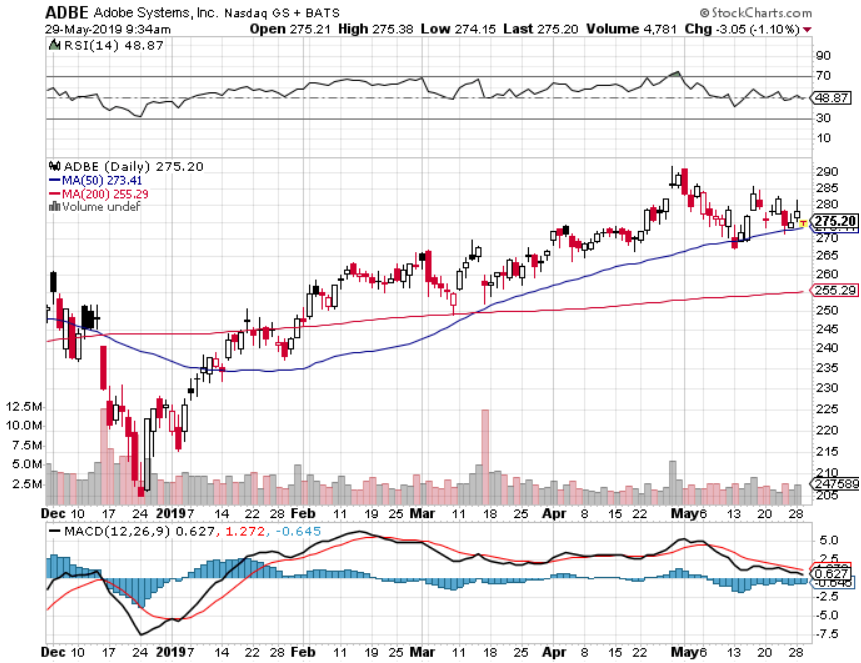 ADBE Adobe Systems, Inc. Nasdaq GS + BATS © StockCharts.com
29-May-2019 9:34am Open 275.21 High 275.38 Low 274.15 Last 275.20 Volume 4,781 Chg -3.05 (-1.10%)
RSI(14) 48.87
90
70
48.87
30
10
ADBE (Daily) 275.20
MA(50) 273.41
MA(200) 255.29
Volume undef
290
285
280
275.20
270
265
260
255.29
250
245
240
235
230
225
220
215
210
205
12.5M
10.0M
7.5M
5.0M
2.5M
247589
Dec 10 17 24 2019 7 14 22 28 Feb 11 19 25 Mar 11 18 25 Apr 8 15 22 May 6 13 20 28
MACD(12,26,9) 0.627, 1.272, -0.645
5.0
2.5
0.627
-2.5
-5.0
-7.5
Dec 10 17 24 2019 7 14 22 28 Feb 11 19 25 Mar 11 18 25 Apr 8 15 22 May 6 13 20 28